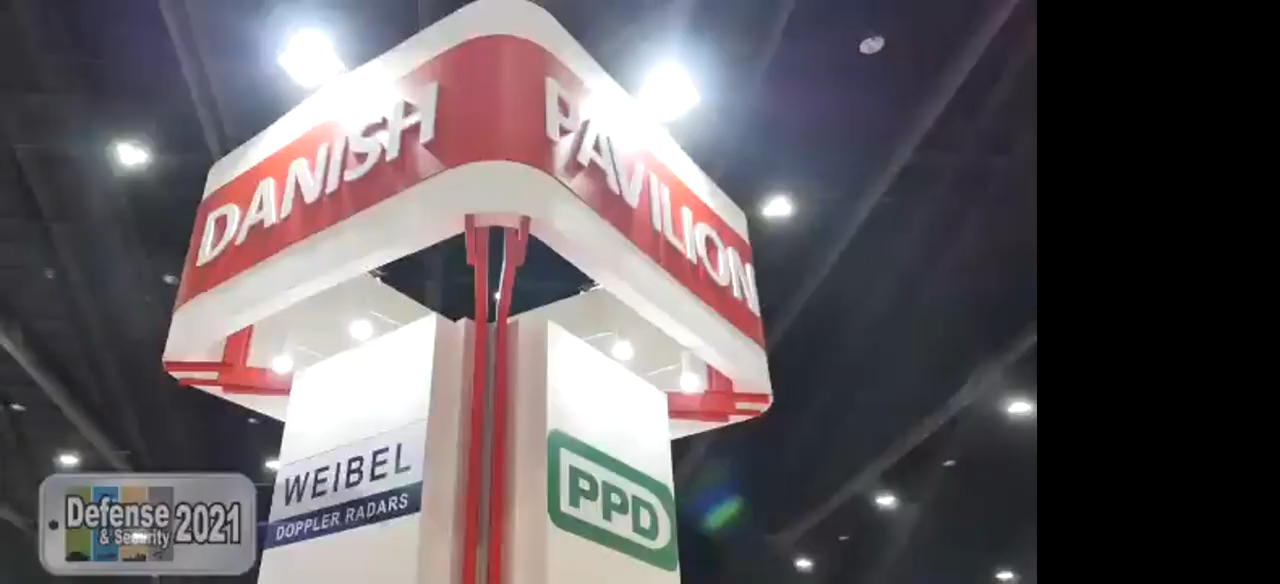 DANISH PAVILION
WEIBEL
DOPPLER RADARS
PPD
Defense
& Security
2021